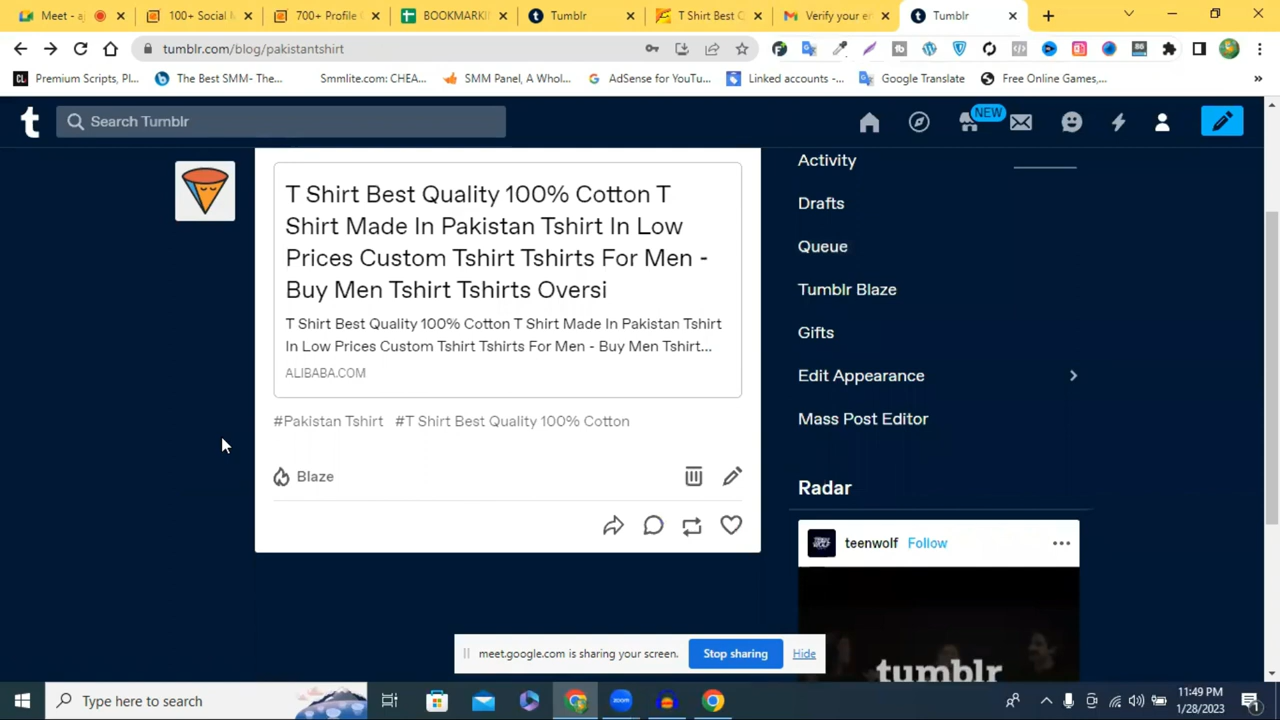 Meet - aj
100+ Social M
700+ Profile C
BOOKMARKIN
Tumblr
T Shirt Best Q
Verify your em
Tumblr
tumblr.com/blog/pakistantshirt
Premium Scripts, Pl...
The Best SMM- The...
Smmlite.com: CHEA...
SMM Panel, A Whol...
AdSense for YouTu...
Linked accounts -...
Google Translate
Free Online Games,...
Search Tumblr
NEW
T Shirt Best Quality 100% Cotton T
Shirt Made In Pakistan Tshirt In Low
Prices Custom Tshirt Tshirts For Men -
Buy Men Tshirt Tshirts Oversi
T Shirt Best Quality 100% Cotton T Shirt Made In Pakistan Tshirt
In Low Prices Custom Tshirt Tshirts For Men - Buy Men Tshirt...
ALIBABA.COM
#Pakistan Tshirt #T Shirt Best Quality 100% Cotton
Blaze
Activity
Drafts
Queue
Tumblr Blaze
Gifts
Edit Appearance
Mass Post Editor
Radar
teenwolf Follow
tumblr
meet.google.com is sharing your screen.
Stop sharing
Hide
Type here to search
zoom
11:49 PM
1/28/2023